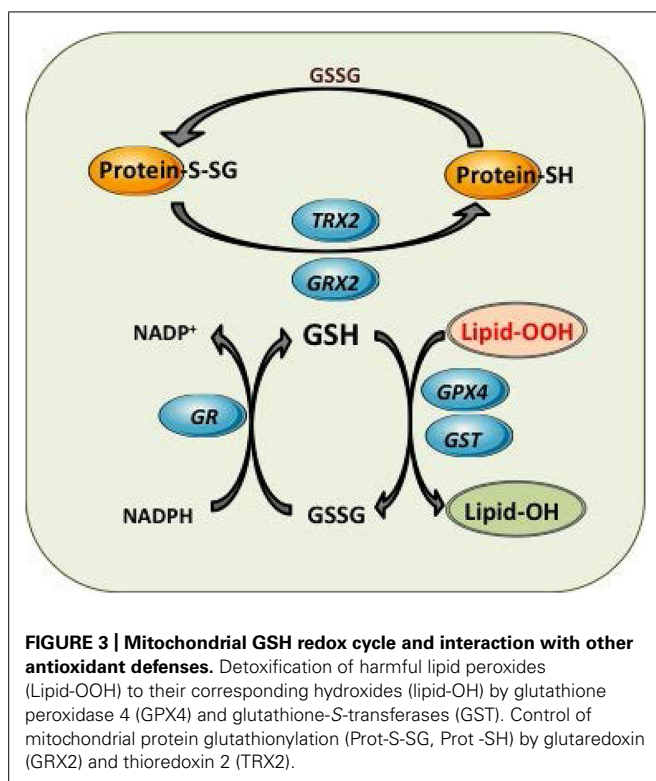 GSSG
Protein-S-SG
Protein-SH
TRX2
GRX2
NADP+
GSH
Lipid-OOH
GPX4
GR
GST
NADPH
GSSG
Lipid-OH
FIGURE 3 | Mitochondrial GSH redox cycle and interaction with other
antioxidant defenses. Detoxification of harmful lipid peroxides
(Lipid-OOH) to their corresponding hydroxides (lipid-OH) by glutathione
peroxidase 4 (GPX4) and glutathione-S-transferases (GST). Control of
mitochondrial protein glutathionylation (Prot-S-SG, Prot -SH) by glutaredoxin
(GRX2) and thioredoxin 2 (TRX2).